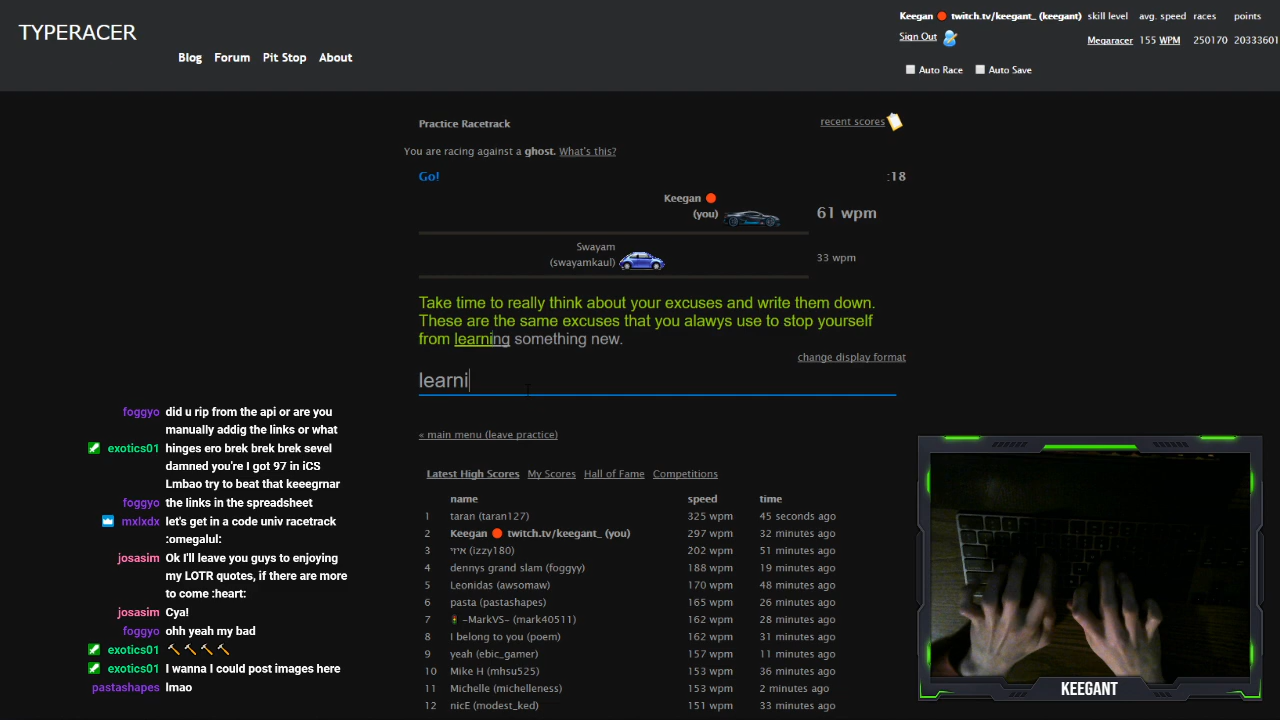 TYPERACER
Blog Forum Pit Stop About
Keegan twitch.tv/keegant_ (keegant) skill level avg. speed races points
Sign Out Megaracer 155 WPM 250170 20333601
Auto Race Auto Save
Practice Racetrack
recent scores
You are racing against a ghost. What's this?
Go! :18
Keegan
(you) 61 wpm
Swayam
(swayamkaul) 33 wpm
Take time to really think about your excuses and write them down.
These are the same excuses that you alawys use to stop yourself
from learning something new.
change display format
learni
« main menu (leave practice)
Latest High Scores My Scores Hall of Fame Competitions
name speed time
1 taran (taran127) 325 wpm 45 seconds ago
2 Keegan twitch.tv/keegant_ (you) 297 wpm 32 minutes ago
3 איזי (izzy180) 202 wpm 51 minutes ago
4 dennys grand slam (foggyy) 188 wpm 19 minutes ago
5 Leonidas (awsomaw) 170 wpm 48 minutes ago
6 pasta (pastashapes) 165 wpm 26 minutes ago
7 ~MarkVS~ (mark40511) 162 wpm 28 minutes ago
8 I belong to you (poem) 162 wpm 31 minutes ago
9 yeah (ebic_gamer) 157 wpm 11 minutes ago
10 Mike H (mhsu525) 153 wpm 36 minutes ago
11 Michelle (michelleness) 153 wpm 2 minutes ago
12 nicE (modest_ked) 151 wpm 33 minutes ago
foggyo did u rip from the api or are you
manually addig the links or what
exotics01 hinges ero brek brek brek sevel
damned you're I got 97 in iCS
Lmbao try to beat that keeegrnar
foggyo the links in the spreadsheet
mxlxdx let's get in a code univ racetrack
:omegalul:
josasim Ok I'll leave you guys to enjoying
my LOTR quotes, if there are more
to come :heart:
josasim Cya!
foggyo ohh yeah my bad
exotics01
exotics01 I wanna I could post images here
pastashapes lmao
KEEGANT